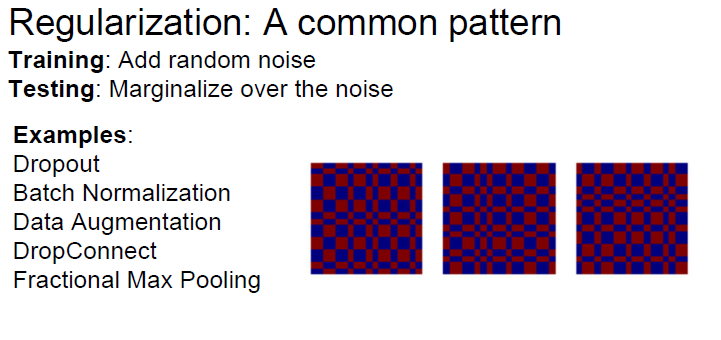 Regularization: A common pattern
Training: Add random noise
Testing: Marginalize over the noise
Examples:
Dropout
Batch Normalization
Data Augmentation
DropConnect
Fractional Max Pooling